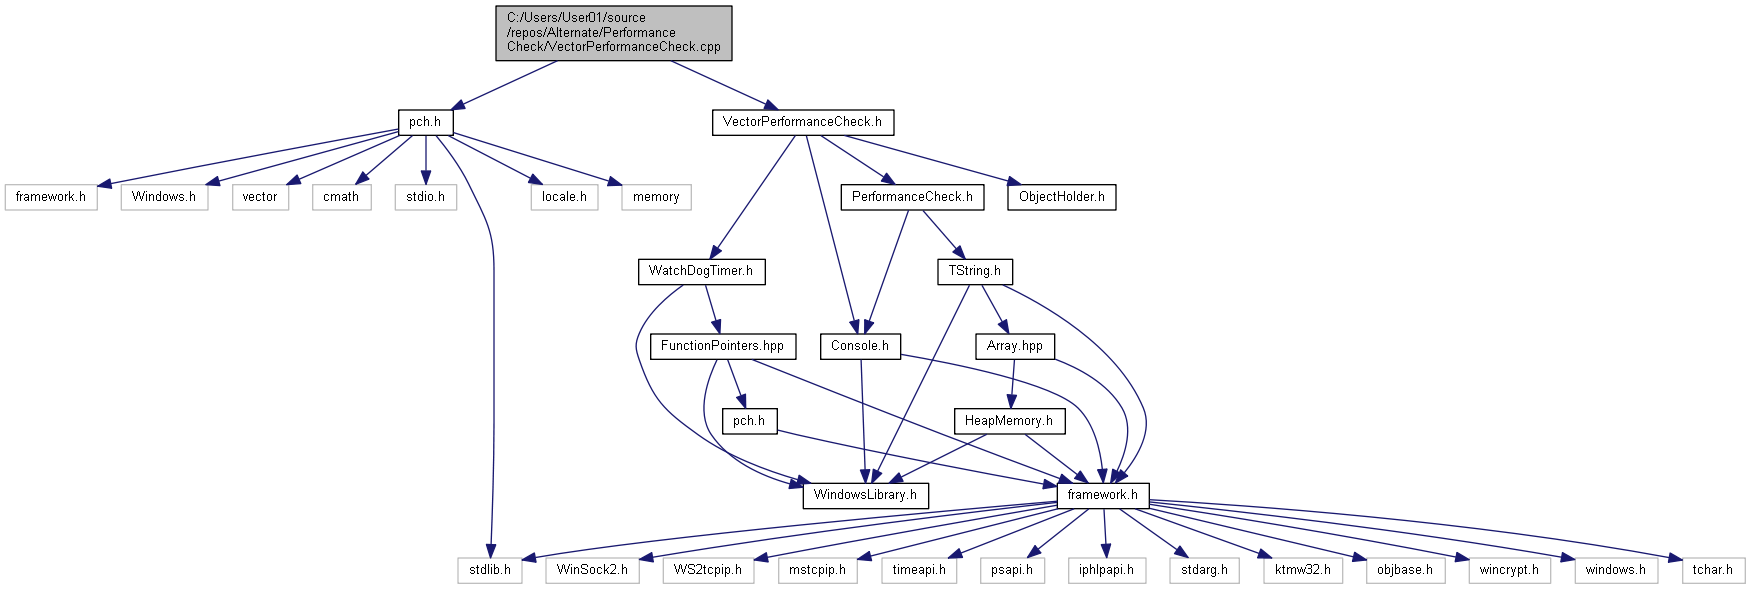 C:/Users/User01/source
/repos/Alternate/Performance
Check/VectorPerformanceCheck.cpp
pch.h
VectorPerformanceCheck.h
framework.h
Windows.h
vector
cmath
stdio.h
locale.h
memory
PerformanceCheck.h
ObjectHolder.h
WatchDogTimer.h
TString.h
FunctionPointers.hpp
Console.h
Array.hpp
pch.h
HeapMemory.h
WindowsLibrary.h
framework.h
stdlib.h
WinSock2.h
WS2tcpip.h
mstcpip.h
timeapi.h
psapi.h
iphlpapi.h
stdarg.h
ktmw32.h
objbase.h
wincrypt.h
windows.h
tchar.h